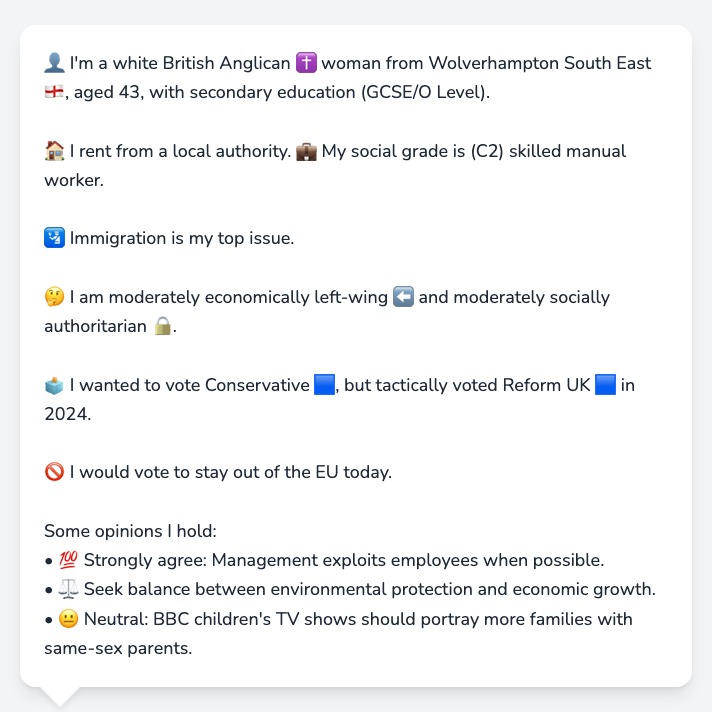 👤 I'm a white British Anglican ✝️ woman from Wolverhampton South East
🏴󠁧󠁢󠁥󠁮󠁧󠁿, aged 43, with secondary education (GCSE/O Level).
🏠 I rent from a local authority. 💼 My social grade is (C2) skilled manual
worker.
🛂 Immigration is my top issue.
🤔 I am moderately economically left-wing ⬅️ and moderately socially
authoritarian 🔒.
🗳️ I wanted to vote Conservative 🟦, but tactically voted Reform UK 🟦 in
2024.
🚫 I would vote to stay out of the EU today.
Some opinions I hold:
• 💯 Strongly agree: Management exploits employees when possible.
• ⚖️ Seek balance between environmental protection and economic growth.
• 😐 Neutral: BBC children's TV shows should portray more families with
same-sex parents.